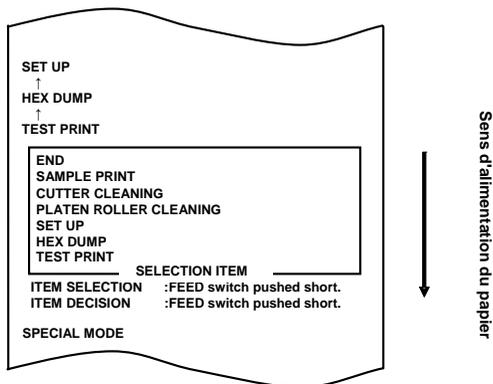 SET UP
↑
HEX DUMP
↑
TEST PRINT
END
SAMPLE PRINT
CUTTER CLEANING
PLATEN ROLLER CLEANING
SET UP
HEX DUMP
TEST PRINT
SELECTION ITEM
ITEM SELECTION :FEED switch pushed short.
ITEM DECISION :FEED switch pushed short.
SPECIAL MODE
Sens d'alimentation du papier